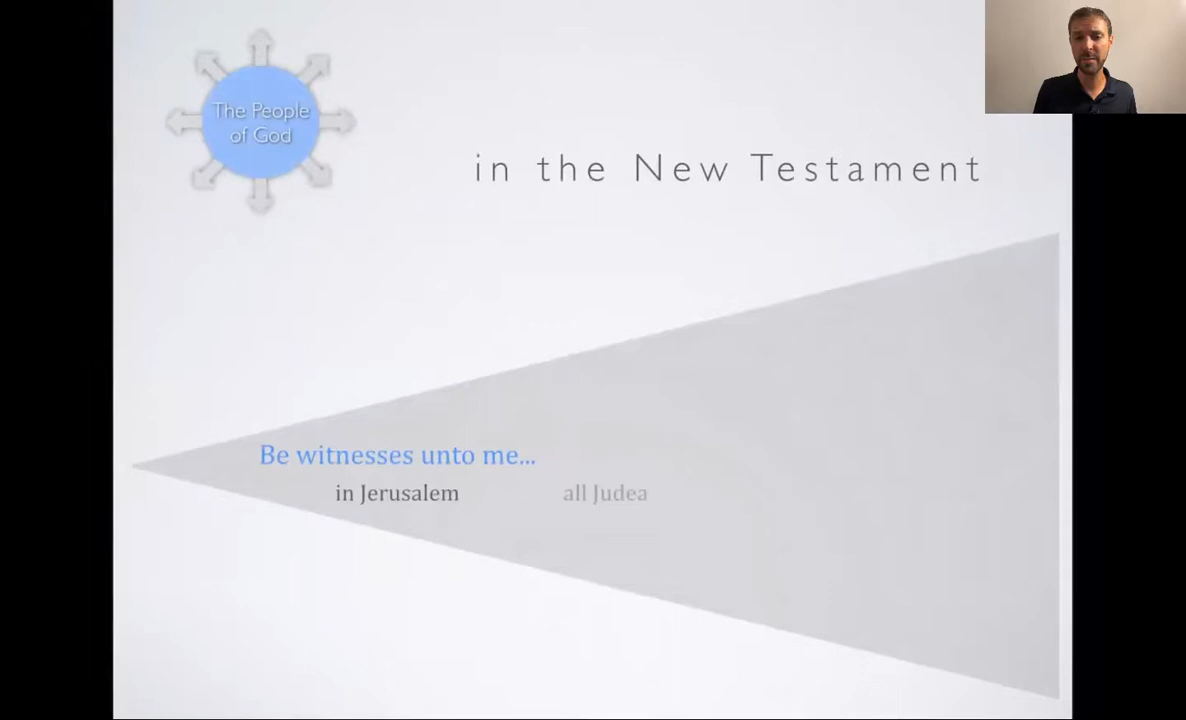 The People
of God
in the New Testament
Be witnesses unto me...
in Jerusalem
all Judea